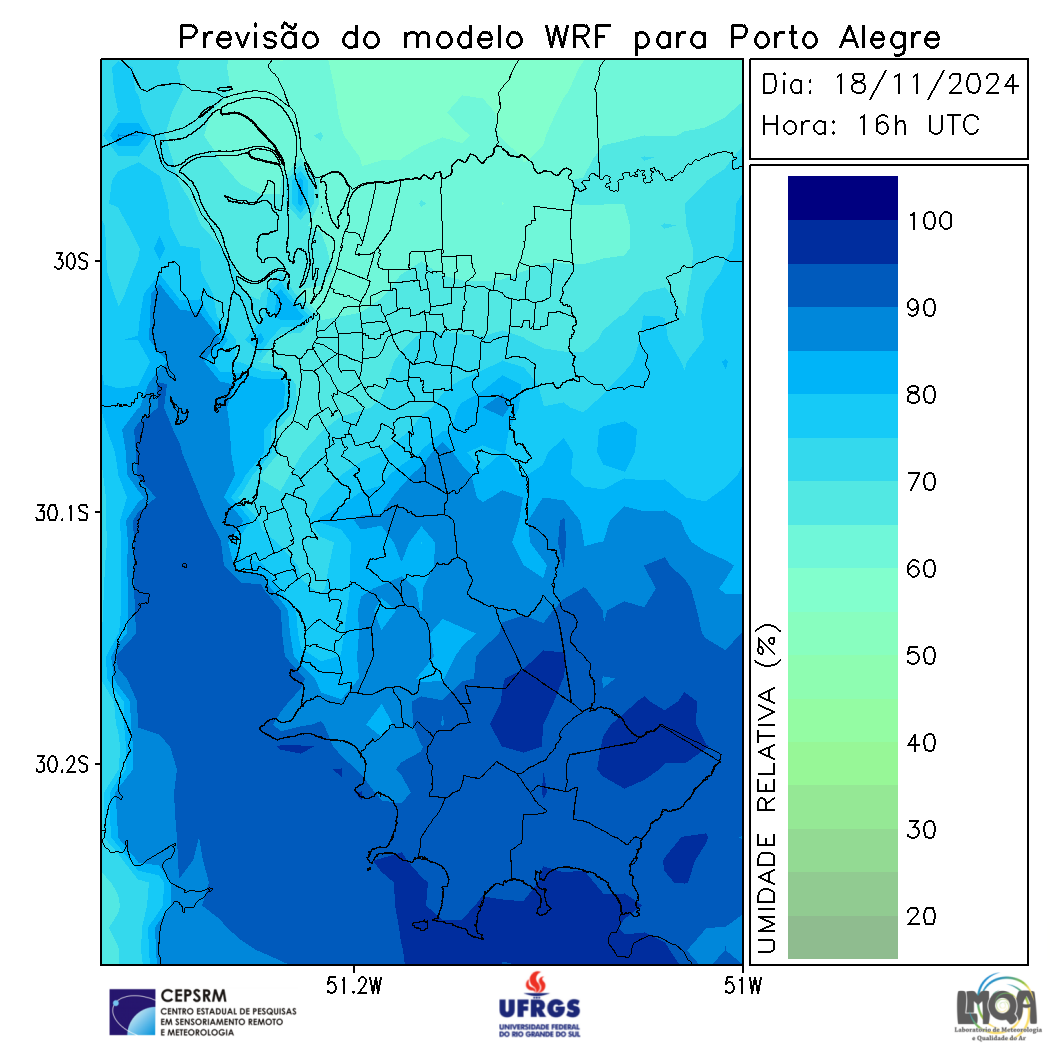 Previsão do modelo WRF para Porto Alegre
Dia: 18/11/2024
Hora: 16h UTC
100
90
80
70
60
50
40
30
20
UMIDADE RELATIVA (%)
30S
30.1S
30.2S
51.2W
51W
CEPSRM
CENTRO ESTADUAL DE PESQUISAS
EM SENSORIAMENTO REMOTO
E METEOROLOGIA
UFRGS
UNIVERSIDADE FEDERAL
DO RIO GRANDE DO SUL
LMQA
Laboratório de Meteorologia
e Qualidade do Ar